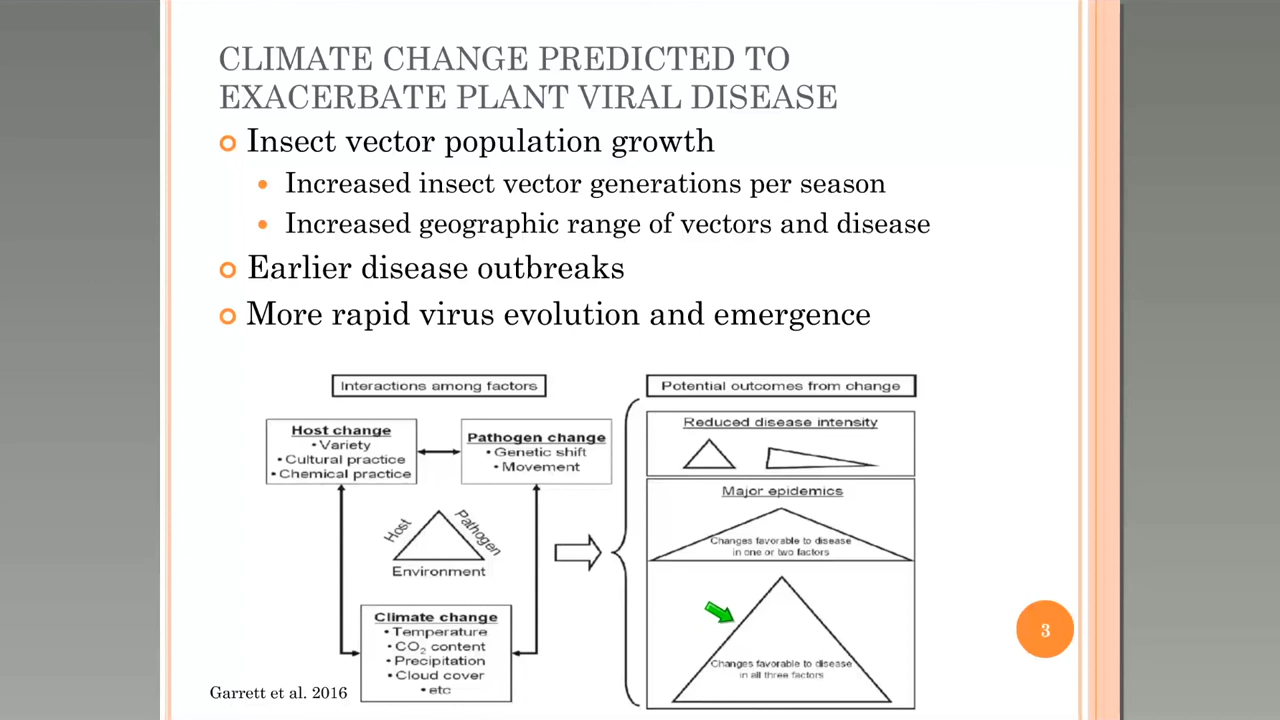 CLIMATE CHANGE PREDICTED TO
EXACERBATE PLANT VIRAL DISEASE
Insect vector population growth
• Increased insect vector generations per season
• Increased geographic range of vectors and disease
Earlier disease outbreaks
More rapid virus evolution and emergence
Interactions among factors
Host change
• Variety
• Cultural practice
• Chemical practice
Pathogen change
• Genetic shift
• Movement
Host
Pathogen
Environment
Climate change
• Temperature
• CO₂ content
• Precipitation
• Cloud cover
• etc
Potential outcomes from change
Reduced disease intensity
Major epidemics
Changes favorable to disease
in one or two factors
Changes favorable to disease
in all three factors
3
Garrett et al. 2016